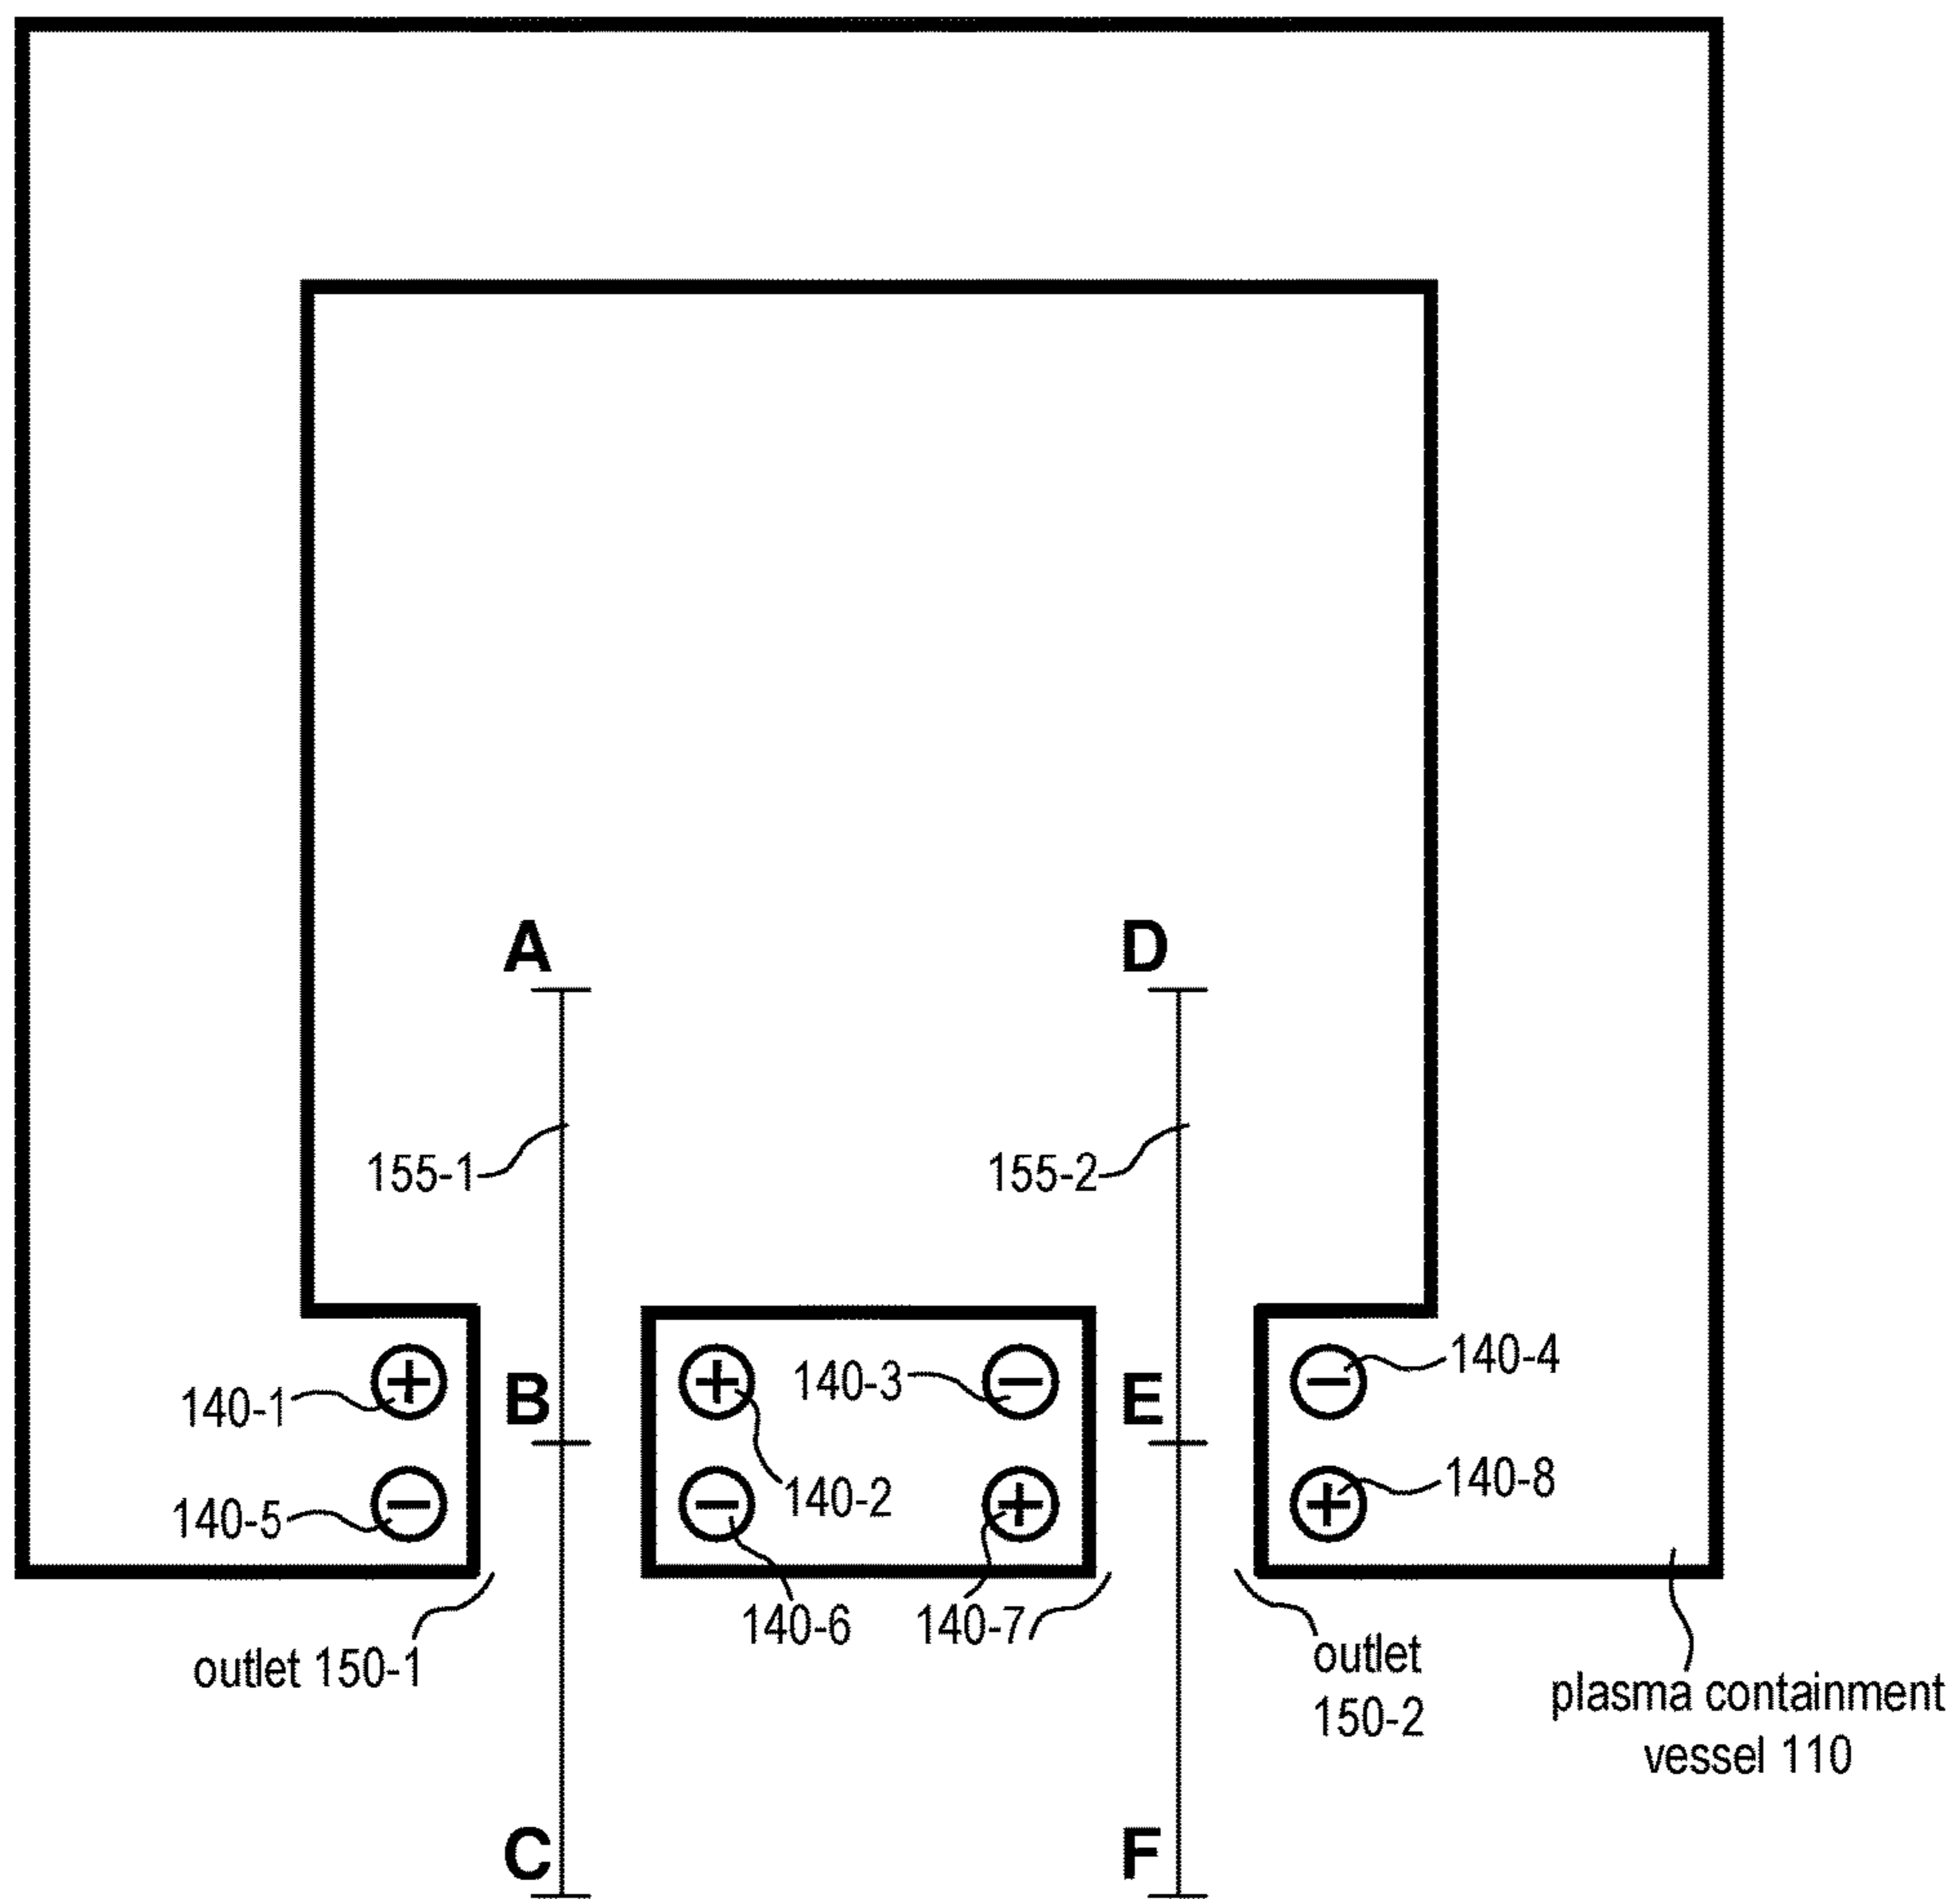 A
D
155-1
155-2
140-1
B
140-3
E
140-4
140-5
140-2
140-8
140-6
140-7
outlet 150-1
outlet
150-2
plasma containment
vessel 110
C
F